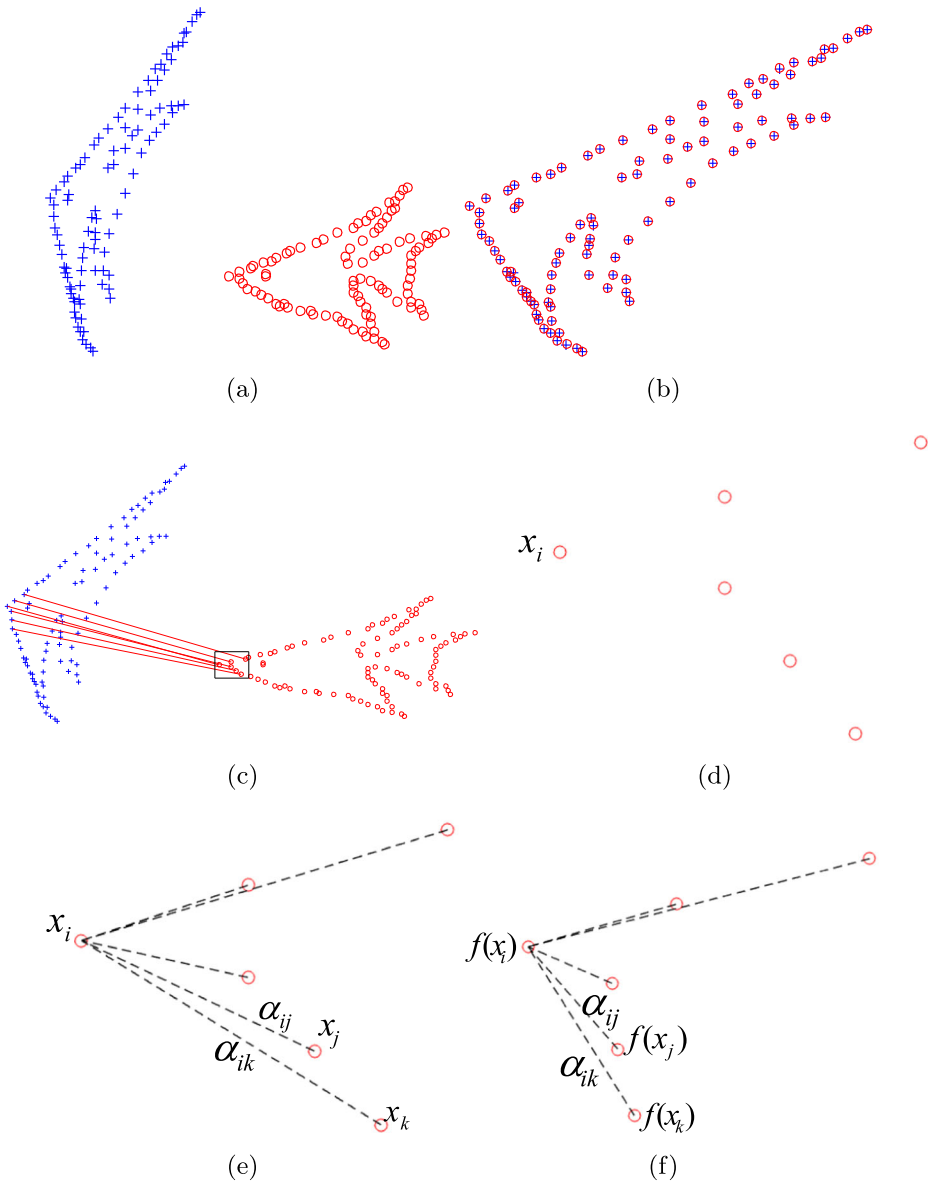 (a) (b)
x_i
(c) (d)
x_i α_ij x_j α_ik x_k
f(x_i) α_ij f(x_j) α_ik f(x_k)
(e) (f)